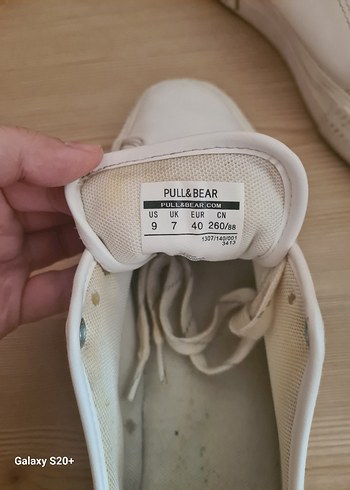 PULL&BEAR
PULL&BEAR.COM
US UK EUR CN
9 7 40 260/88
1307/140/001
3413
Galaxy S20+